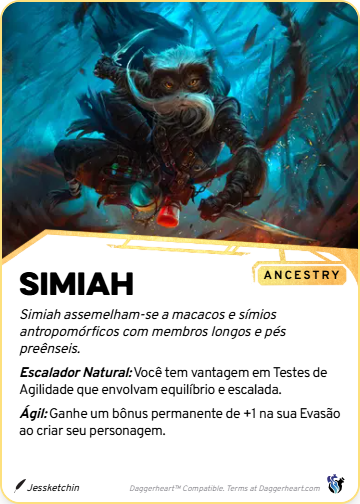 ANCESTRY
SIMIAH
Simiah assemelham-se a macacos e símios
antropomórficos com membros longos e pés
preênseis.
Escalador Natural: Você tem vantagem em Testes de
Agilidade que envolvam equilíbrio e escalada.
Ágil: Ganhe um bônus permanente de +1 na sua Evasão
ao criar seu personagem.
Jessketchin
Daggerheart™ Compatible. Terms at Daggerheart.com